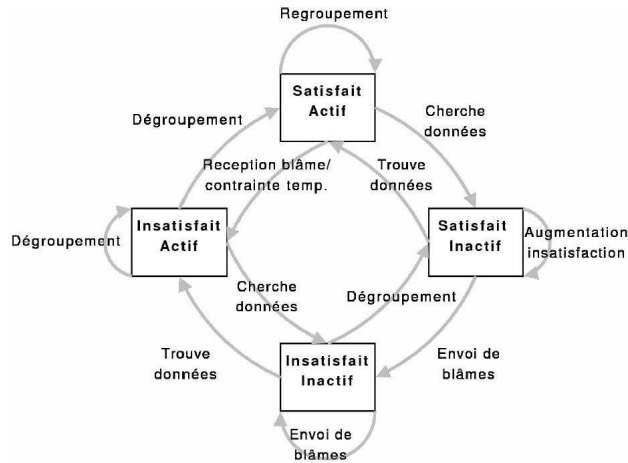 Regroupement
Satisfait
Actif
Dégroupement
Cherche
données
Reception blâme/
contrainte temp.
Trouve
données
Insatisfait
Actif
Satisfait
Inactif
Dégroupement
Augmentation
insatisfaction
Cherche
données
Dégroupement
Trouve
données
Insatisfait
Inactif
Envoi de
blâmes
Envoi de
blâmes